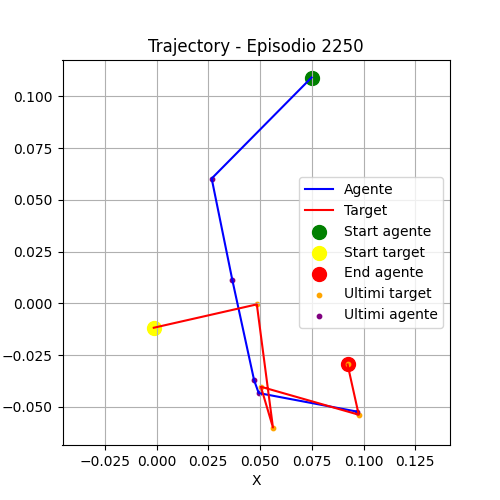 Trajectory - Episodio 2250
0.100
0.075
0.050
0.025
0.000
−0.025
−0.050
Agente
Target
Start agente
Start target
End agente
Ultimi target
Ultimi agente
−0.025 0.000 0.025 0.050 0.075 0.100 0.125
X